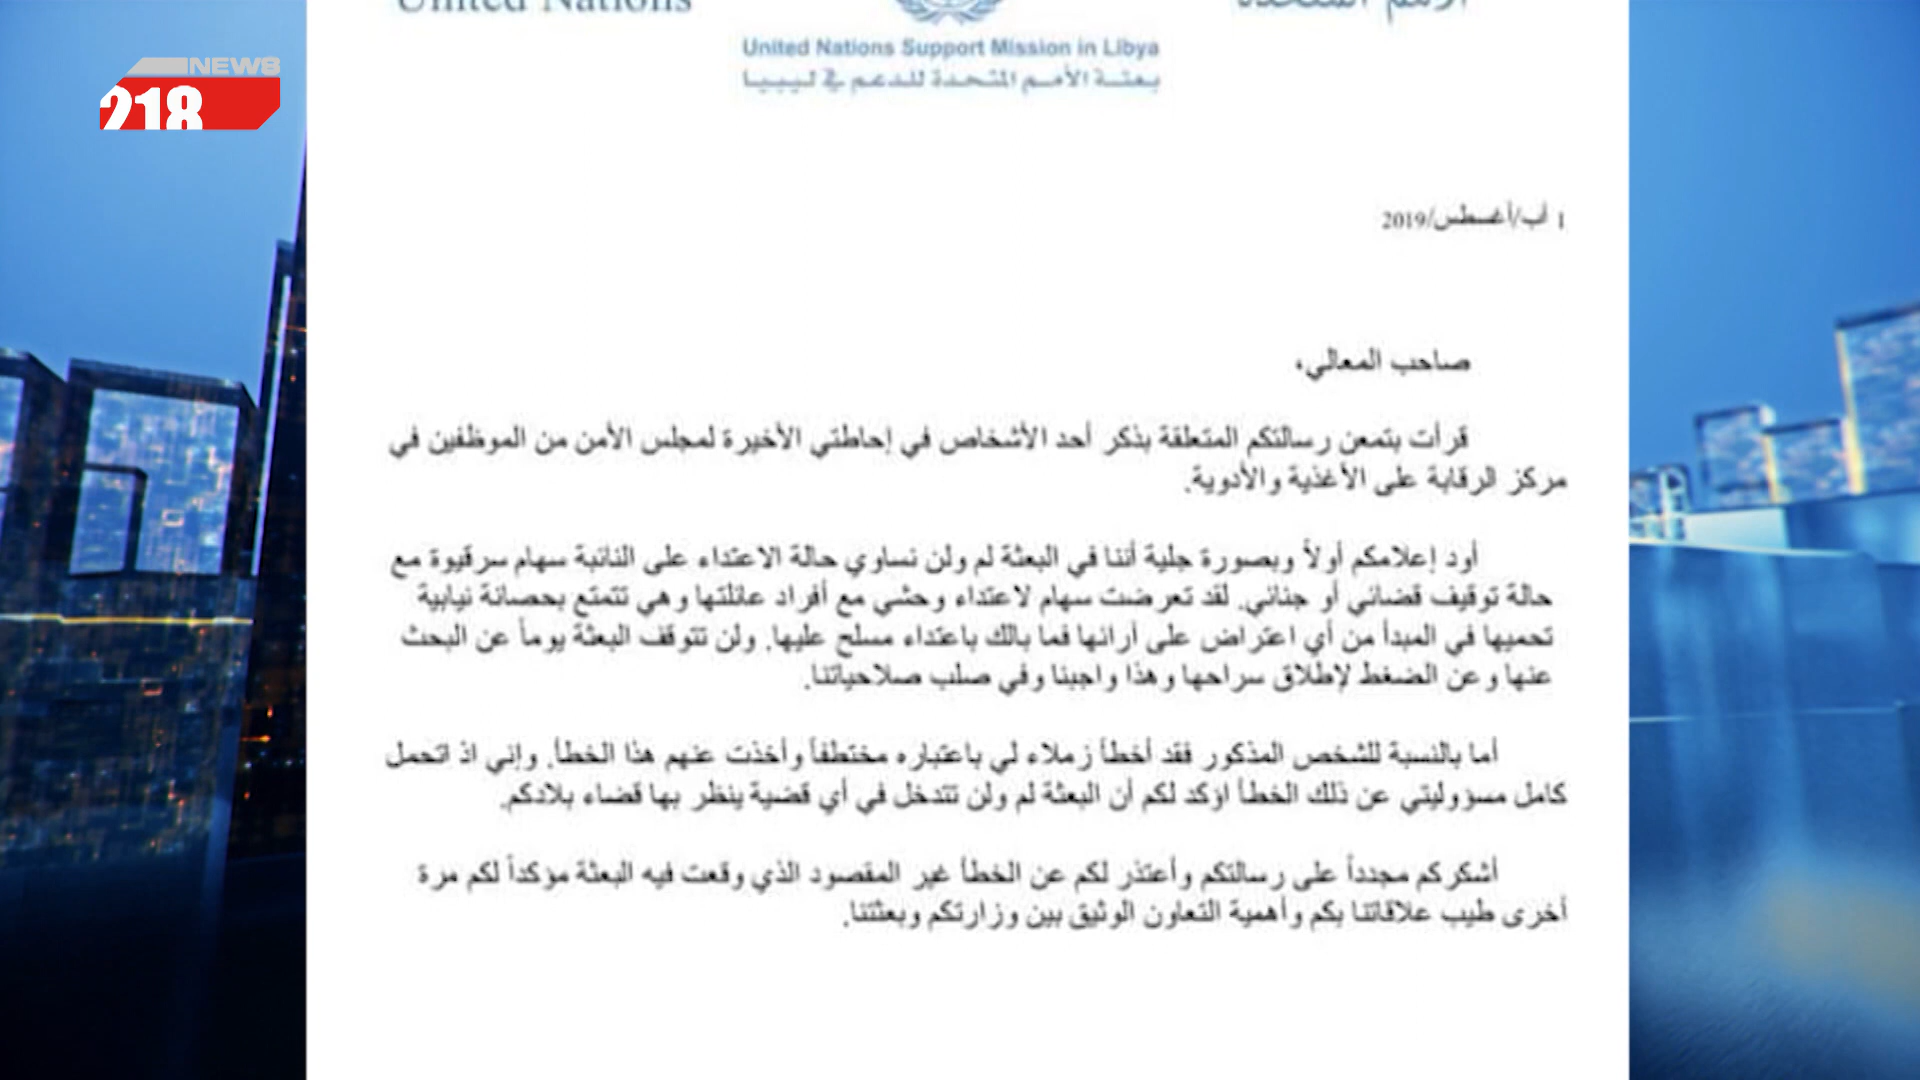 United Nations
الأمم المتحدة
United Nations Support Mission in Libya
بعثة الأمم المتحدة للدعم في ليبيا
NEWS
218
1 آب/أغسطس/2019
صاحب المعالي،
قرأت بتمعن رسالتكم المتعلقة بذكر أحد الأشخاص في إحاطتي الأخيرة لمجلس الأمن من الموظفين في
مركز الرقابة على الأغذية والأدوية.
أود إعلامكم أولاً وبصورة جلية أننا في البعثة لم ولن نساوي حالة الاعتداء على النائبة سهام سرقيوة مع
حالة توقيف قضائي أو جنائي. لقد تعرضت سهام لاعتداء وحشي مع أفراد عائلتها وهي تتمتع بحصانة نيابية
تحميها في المبدأ من أي اعتراض على أرائها فما بالك باعتداء مسلح عليها. ولن تتوقف البعثة يوماً عن البحث
عنها وعن الضغط لإطلاق سراحها وهذا واجبنا وفي صلب صلاحياتنا.
أما بالنسبة للشخص المذكور فقد أخطأ زملاء لي باعتباره مختطفاً وأخذت عنهم هذا الخطأ. وإني اذ اتحمل
كامل مسؤوليتي عن ذلك الخطأ اؤكد لكم أن البعثة لم ولن تتدخل في أي قضية ينظر بها قضاء بلادكم.
أشكركم مجدداً على رسالتكم وأعتذر لكم عن الخطأ غير المقصود الذي وقعت فيه البعثة مؤكداً لكم مرة
أخرى طيب علاقاتنا بكم وأهمية التعاون الوثيق بين وزارتكم وبعثتنا.